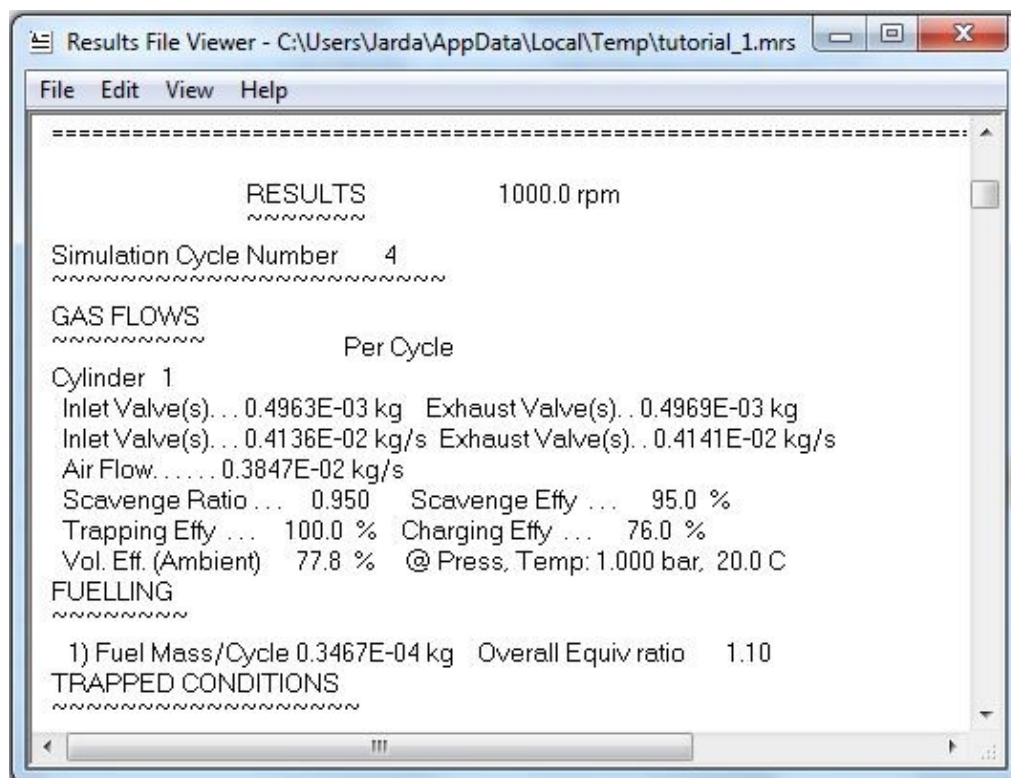 Results File Viewer - C:\Users\Jarda\AppData\Local\Temp\tutorial_1.mrs
File Edit View Help
=====================================================================
RESULTS 1000.0 rpm
~~~~~~~
Simulation Cycle Number 4
~~~~~~~~~~~~~~~~~~~~~~~
GAS FLOWS
~~~~~~~~~
Per Cycle
Cylinder 1
Inlet Valve(s)... 0.4963E-03 kg Exhaust Valve(s).. 0.4969E-03 kg
Inlet Valve(s)... 0.4136E-02 kg/s Exhaust Valve(s).. 0.4141E-02 kg/s
Air Flow...... 0.3847E-02 kg/s
Scavenge Ratio ... 0.950 Scavenge Effy ... 95.0 %
Trapping Effy ... 100.0 % Charging Effy ... 76.0 %
Vol. Eff. (Ambient) 77.8 % @ Press, Temp: 1.000 bar, 20.0 C
FUELLING
~~~~~~~~
1) Fuel Mass/Cycle 0.3467E-04 kg Overall Equiv ratio 1.10
TRAPPED CONDITIONS
~~~~~~~~~~~~~~~~~~